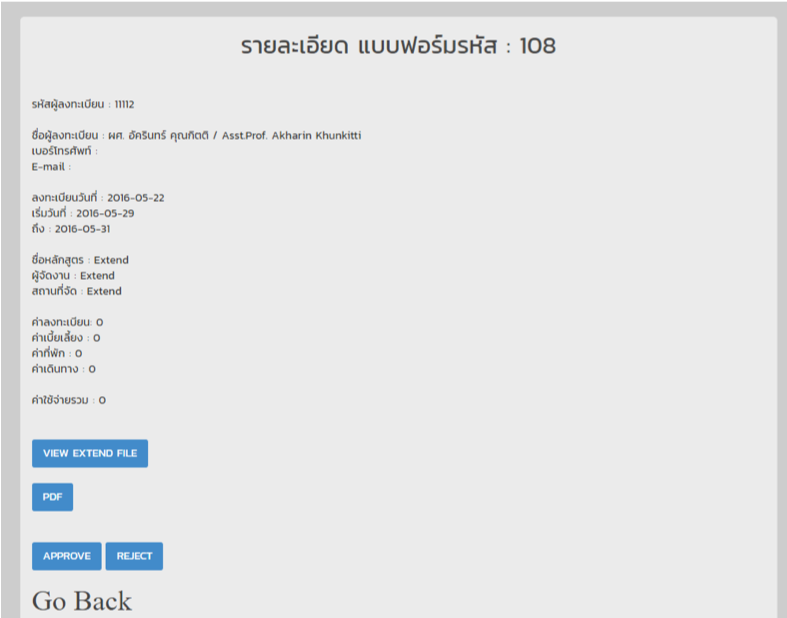 รายละเอียด แบบฟอร์มรหัส : 108
รหัสผู้ลงทะเบียน : 11112
ชื่อผู้ลงทะเบียน : ผศ. อัครินทร์ คุณกิตติ / Asst.Prof. Akharin Khunkitti
เบอร์โทรศัพท์ :
E-mail :
ลงทะเบียนวันที่ : 2016-05-22
เริ่มวันที่ : 2016-05-29
ถึง : 2016-05-31
ชื่อหลักสูตร : Extend
ผู้จัดงาน : Extend
สถานที่จัด : Extend
ค่าลงทะเบียน: 0
ค่าเบี้ยเลี้ยง : 0
ค่าที่พัก : 0
ค่าเดินทาง : 0
ค่าใช้จ่ายรวม : 0
VIEW EXTEND FILE
PDF
APPROVE REJECT
Go Back